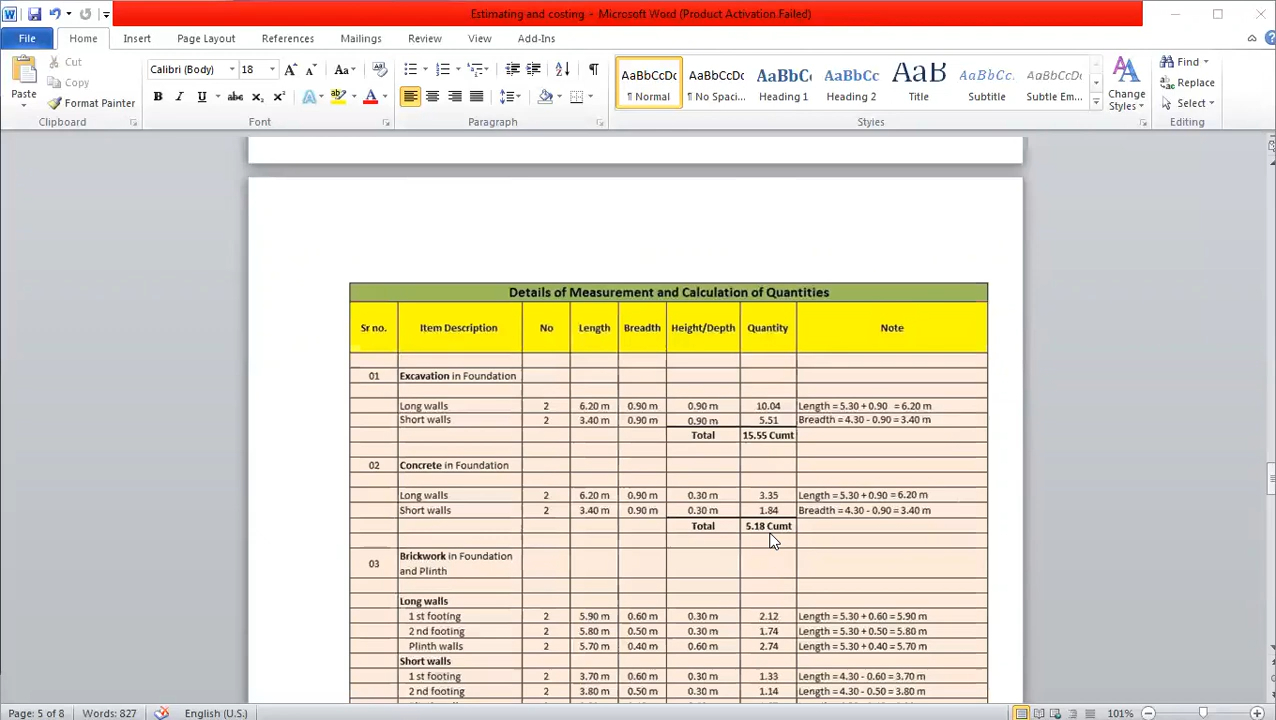 Estimating and costing - Microsoft Word (Product Activation Failed)
File Home Insert Page Layout References Mailings Review View Add-Ins
Paste Cut Copy Format Painter
Calibri (Body) 18
AaBbCcDc AaBbCcDc AaBbCc AaBbCc AaB AaBbCc. AaBbCcDc
¶ Normal ¶ No Spaci... Heading 1 Heading 2 Title Subtitle Subtle Em...
Change Styles
Find
Replace
Select
Clipboard Font Paragraph Styles Editing
Details of Measurement and Calculation of Quantities
Sr no. Item Description No Length Breadth Height/Depth Quantity Note
01 Excavation in Foundation
Long walls 2 6.20 m 0.90 m 0.90 m 10.04 Length = 5.30 + 0.90 = 6.20 m
Short walls 2 3.40 m 0.90 m 0.90 m 5.51 Breadth = 4.30 - 0.90 = 3.40 m
Total 15.55 Cumt
02 Concrete in Foundation
Long walls 2 6.20 m 0.90 m 0.30 m 3.35 Length = 5.30 + 0.90 = 6.20 m
Short walls 2 3.40 m 0.90 m 0.30 m 1.84 Breadth = 4.30 - 0.90 = 3.40 m
Total 5.18 Cumt
03 Brickwork in Foundation
and Plinth
Long walls
1 st footing 2 5.90 m 0.60 m 0.30 m 2.12 Length = 5.30 + 0.60 = 5.90 m
2 nd footing 2 5.80 m 0.50 m 0.30 m 1.74 Length = 5.30 + 0.50 = 5.80 m
Plinth walls 2 5.70 m 0.40 m 0.60 m 2.74 Length = 5.30 + 0.40 = 5.70 m
Short walls
1 st footing 2 3.70 m 0.60 m 0.30 m 1.33 Length = 4.30 - 0.60 = 3.70 m
2 nd footing 2 3.80 m 0.50 m 0.30 m 1.14 Length = 4.30 - 0.50 = 3.80 m
Page: 5 of 8 Words: 827 English (U.S.) 101%